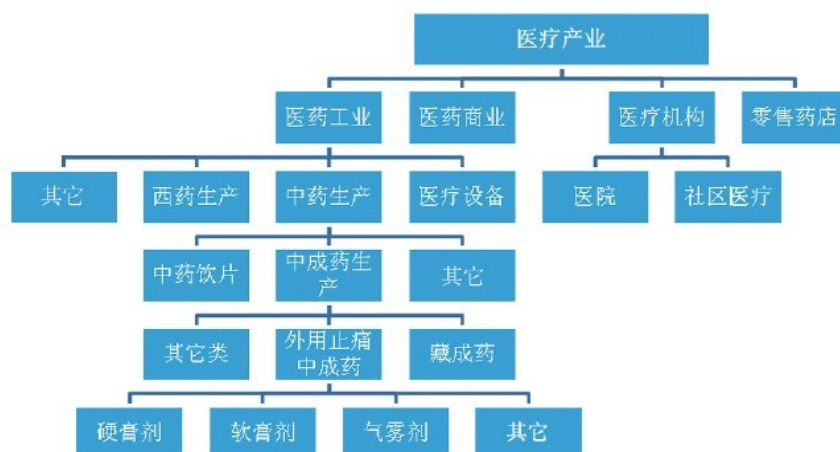 医疗产业
医药工业
医药商业
医疗机构
零售药店
其它
西药生产
中药生产
医疗设备
医院
社区医疗
中药饮片
中成药生
产
其它
其它类
外用止痛
中成药
藏成药
硬膏剂
软膏剂
气雾剂
其它